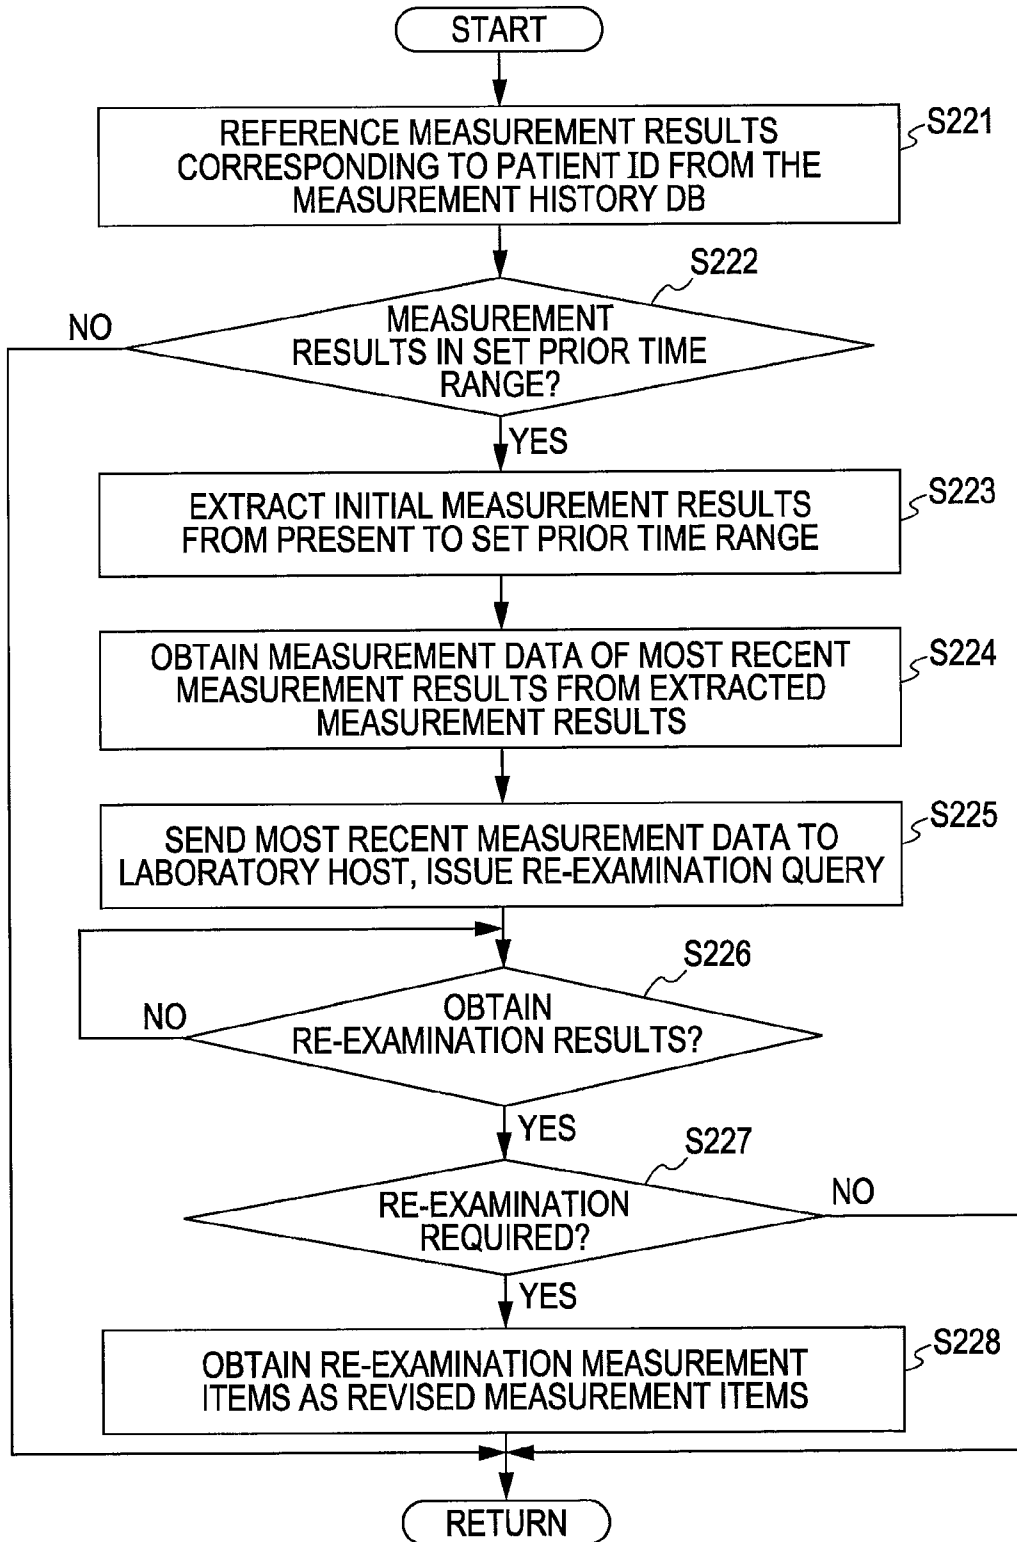 START
REFERENCE MEASUREMENT RESULTS
CORRESPONDING TO PATIENT ID FROM THE
MEASUREMENT HISTORY DB
S221
S222
MEASUREMENT
RESULTS IN SET PRIOR TIME
RANGE?
NO
YES
EXTRACT INITIAL MEASUREMENT RESULTS
FROM PRESENT TO SET PRIOR TIME RANGE
S223
OBTAIN MEASUREMENT DATA OF MOST RECENT
MEASUREMENT RESULTS FROM EXTRACTED
MEASUREMENT RESULTS
S224
SEND MOST RECENT MEASUREMENT DATA TO
LABORATORY HOST, ISSUE RE-EXAMINATION QUERY
S225
S226
OBTAIN
RE-EXAMINATION RESULTS?
NO
YES
S227
RE-EXAMINATION
REQUIRED?
NO
YES
OBTAIN RE-EXAMINATION MEASUREMENT
ITEMS AS REVISED MEASUREMENT ITEMS
S228
RETURN